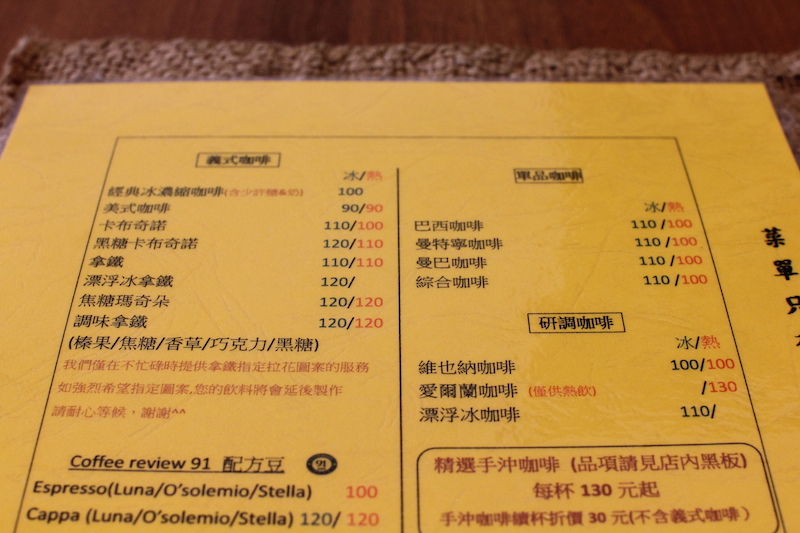 義式咖啡
冰/熱
經典冰濃縮咖啡(含少許糖&奶) 100
美式咖啡 90/90
卡布奇諾 110/100
黑糖卡布奇諾 120/110
拿鐵 110/110
漂浮冰拿鐵 120/
焦糖瑪奇朵 120/120
調味拿鐵 120/120
(榛果/焦糖/香草/巧克力/黑糖)
我們僅在不忙碌時提供拿鐵指定拉花圖案的服務
如強烈希望指定圖案,您的飲料將會延後製作
請耐心等候，謝謝^^
Coffee review 91 配方豆 91
Espresso(Luna/O'solemio/Stella) 100
Cappa (Luna/O'solemio/Stella) 120/ 120
單品咖啡
冰/熱
巴西咖啡 110 /100
曼特寧咖啡 110 /100
曼巴咖啡 110 /100
綜合咖啡 110 /100
研調咖啡
冰/熱
維也納咖啡 100/100
愛爾蘭咖啡 (僅供熱飲) /130
漂浮冰咖啡 110/
精選手沖咖啡 (品項請見店內黑板)
每杯 130 元起
手沖咖啡續杯折價 30 元(不含義式咖啡)
菜單只